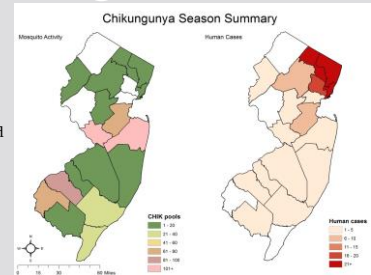 Chikungunya Season Summary
Mosquito Activity
Human Cases
CHIK pools
1 - 20
21 - 40
41 - 60
61 - 80
81 - 100
101+
Human cases
1 - 5
6 - 10
11 - 15
16 - 20
21+
0 15 30 60 Miles